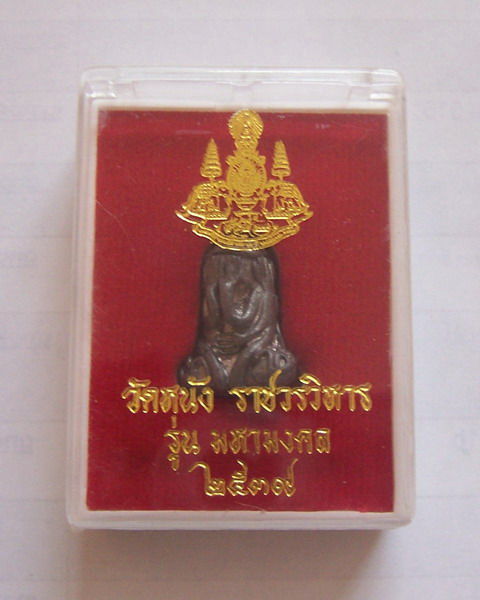 วัดหนัง ราชวรวิหาร
รุ่น มหามงคล
๒๕๓๙